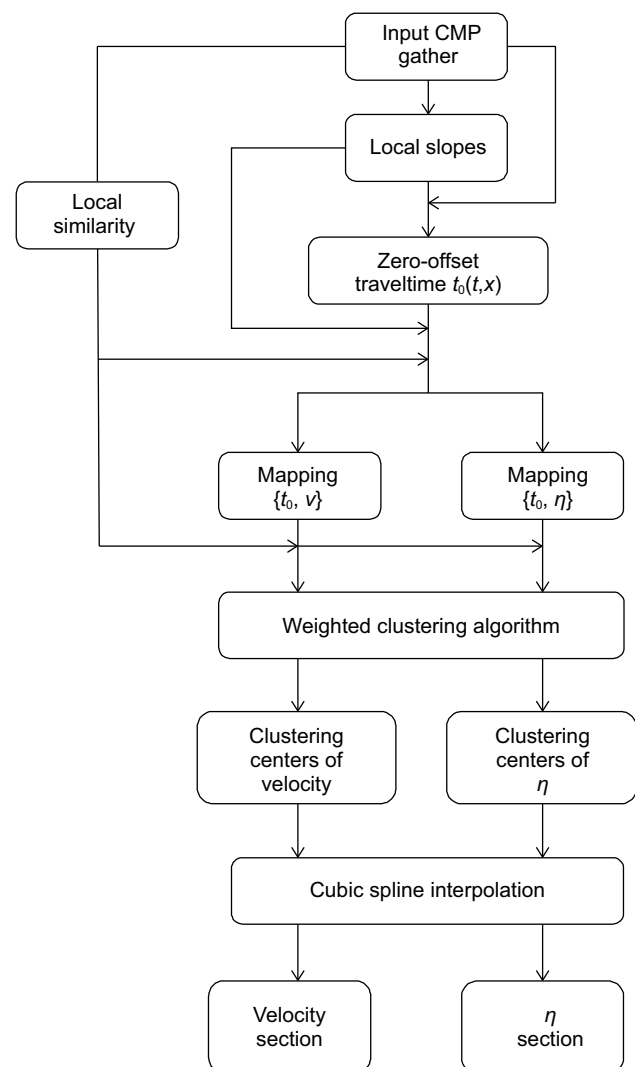 Input CMP
gather
Local slopes
Local
similarity
Zero-offset
traveltime t₀(t,x)
Mapping
{t₀, v}
Mapping
{t₀, η}
Weighted clustering algorithm
Clustering
centers of
velocity
Clustering
centers of
η
Cubic spline interpolation
Velocity
section
η
section